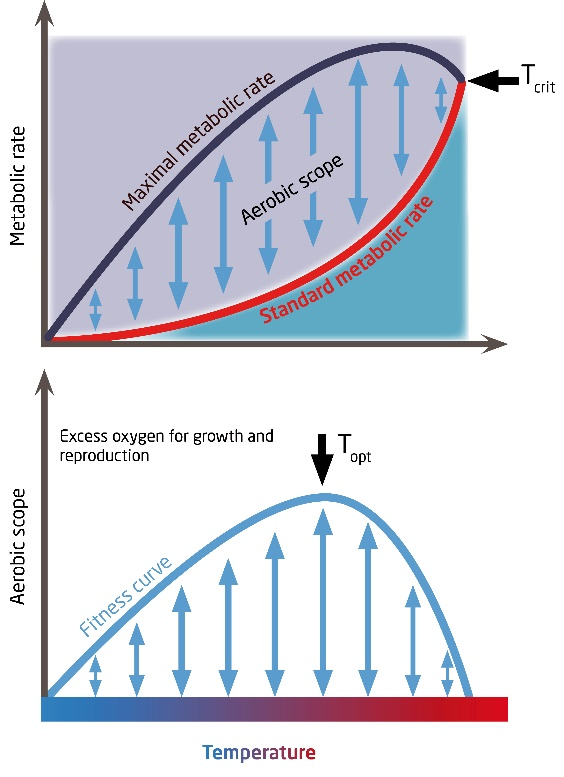 Metabolic rate
Maximal metabolic rate
Aerobic scope
Standard metabolic rate
Tcrit
Aerobic scope
Excess oxygen for growth and
reproduction
Topt
Fitness curve
Temperature